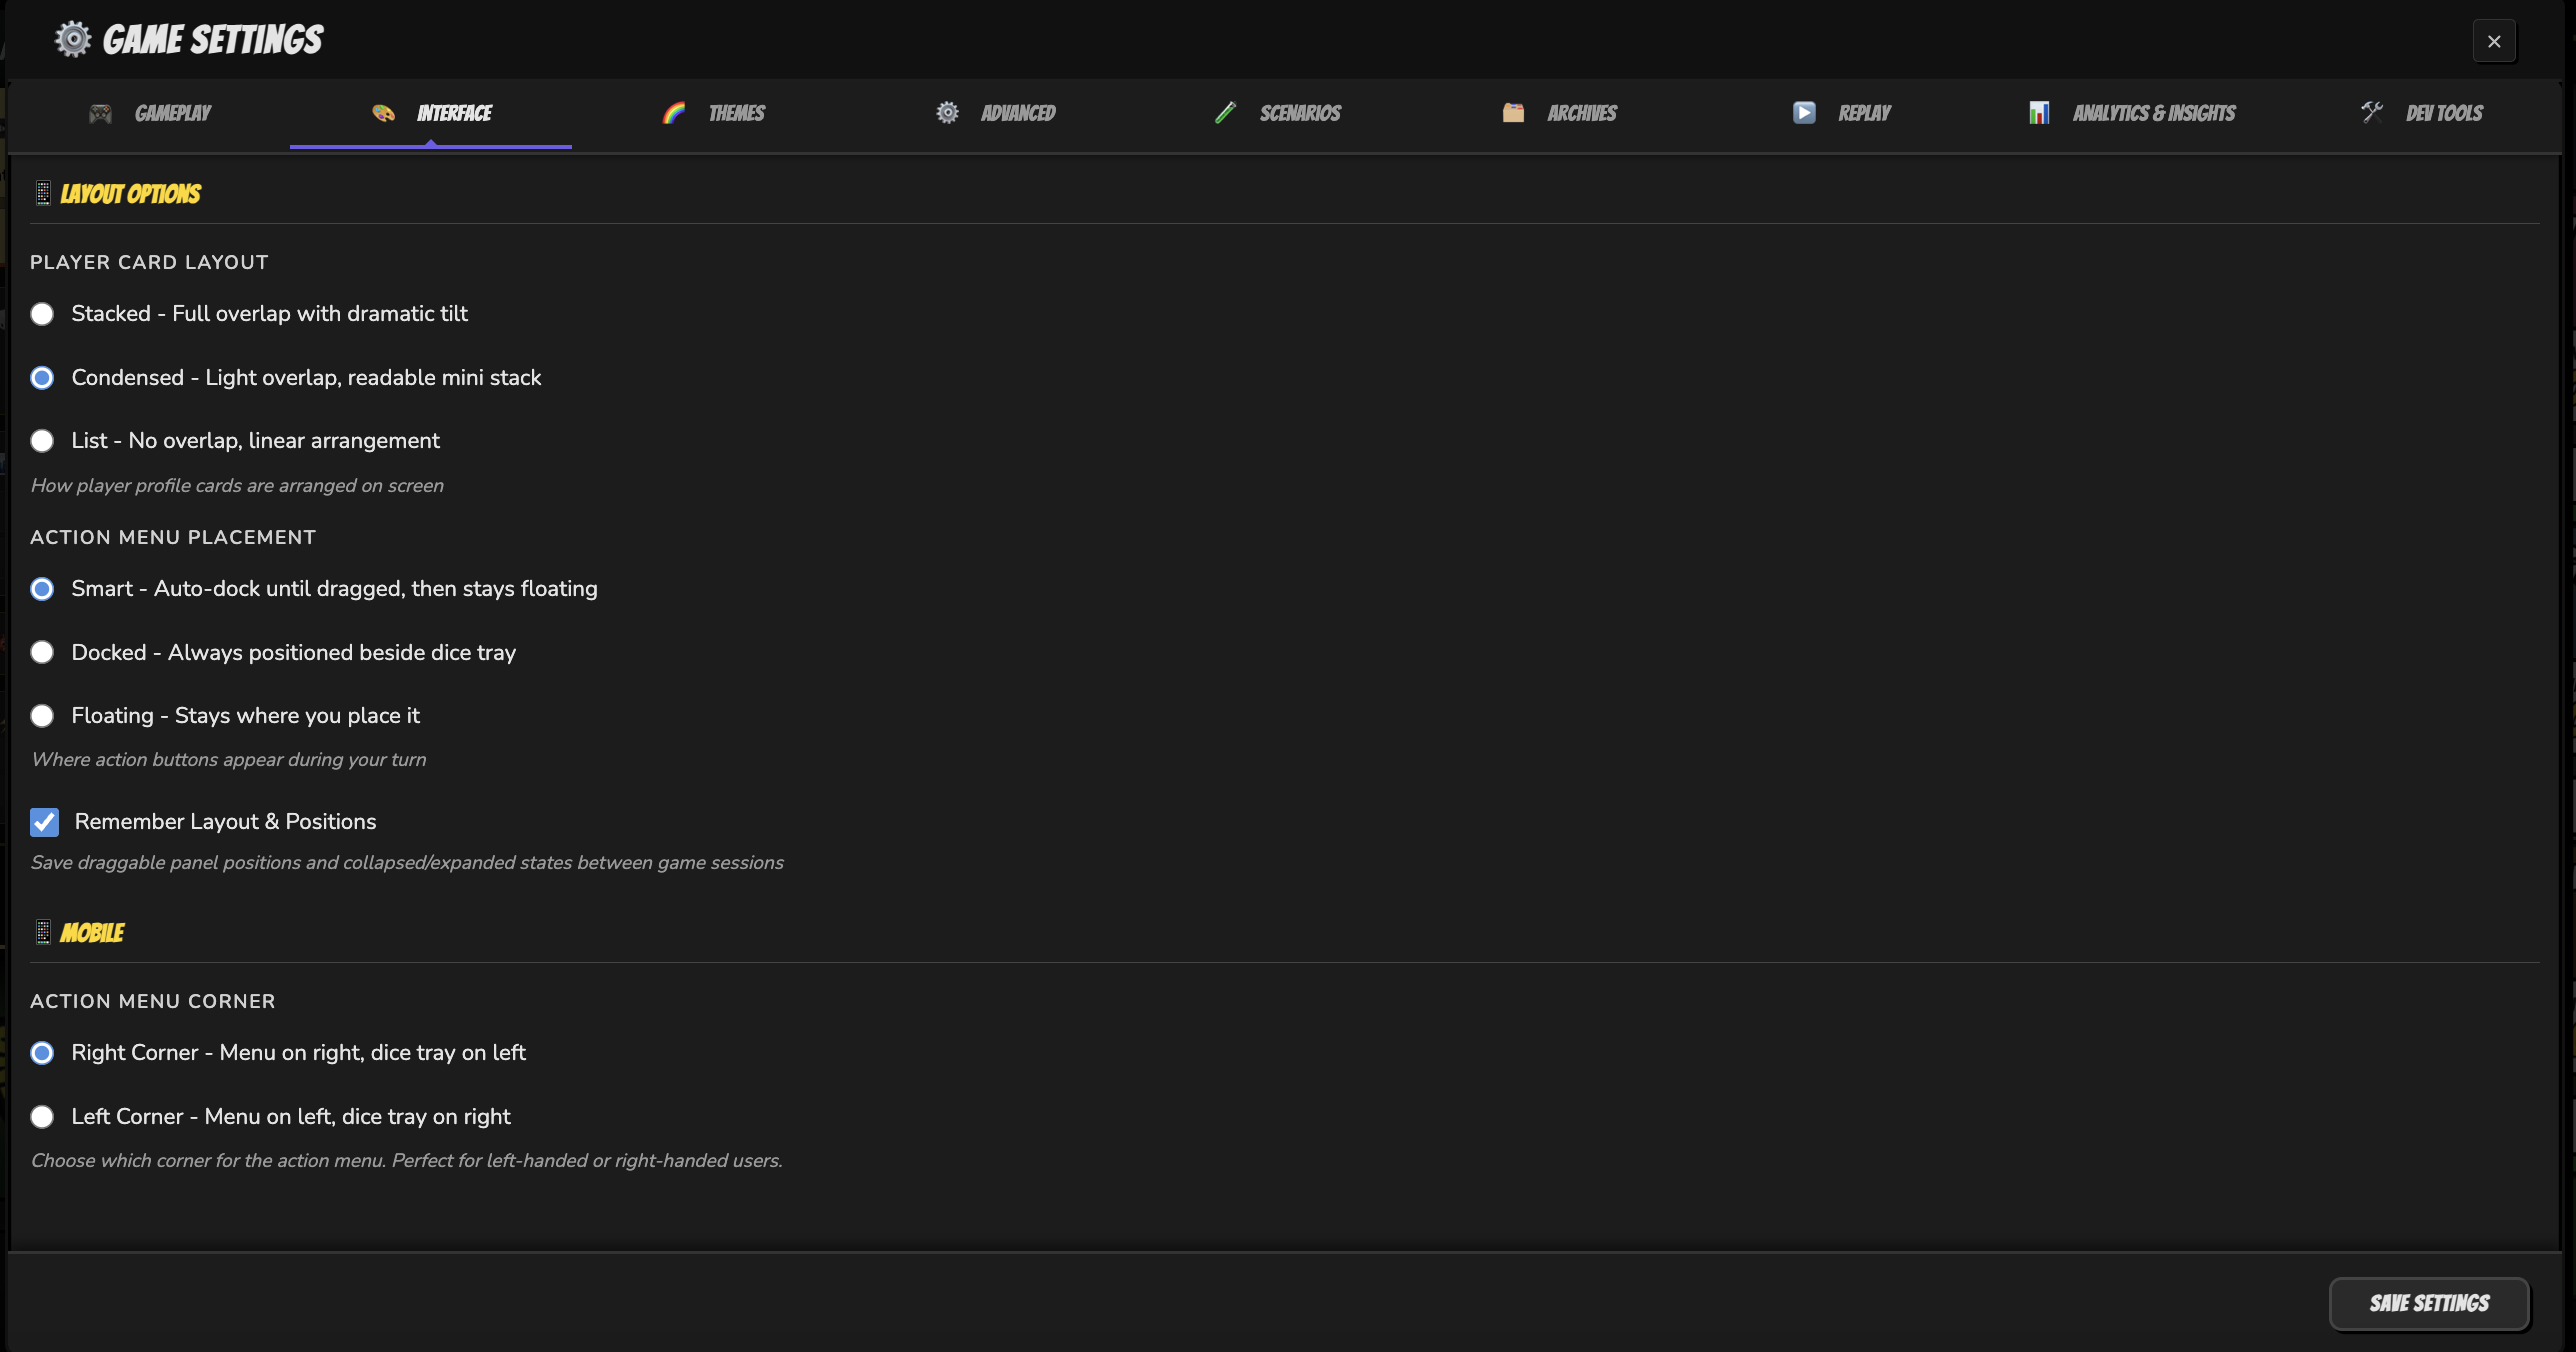 GAME SETTINGS
×
GAMEPLAY
INTERFACE
THEMES
ADVANCED
SCENARIOS
ARCHIVES
REPLAY
ANALYTICS & INSIGHTS
DEV TOOLS
LAYOUT OPTIONS
PLAYER CARD LAYOUT
Stacked - Full overlap with dramatic tilt
Condensed - Light overlap, readable mini stack
List - No overlap, linear arrangement
How player profile cards are arranged on screen
ACTION MENU PLACEMENT
Smart - Auto-dock until dragged, then stays floating
Docked - Always positioned beside dice tray
Floating - Stays where you place it
Where action buttons appear during your turn
Remember Layout & Positions
Save draggable panel positions and collapsed/expanded states between game sessions
MOBILE
ACTION MENU CORNER
Right Corner - Menu on right, dice tray on left
Left Corner - Menu on left, dice tray on right
Choose which corner for the action menu. Perfect for left-handed or right-handed users.
SAVE SETTINGS